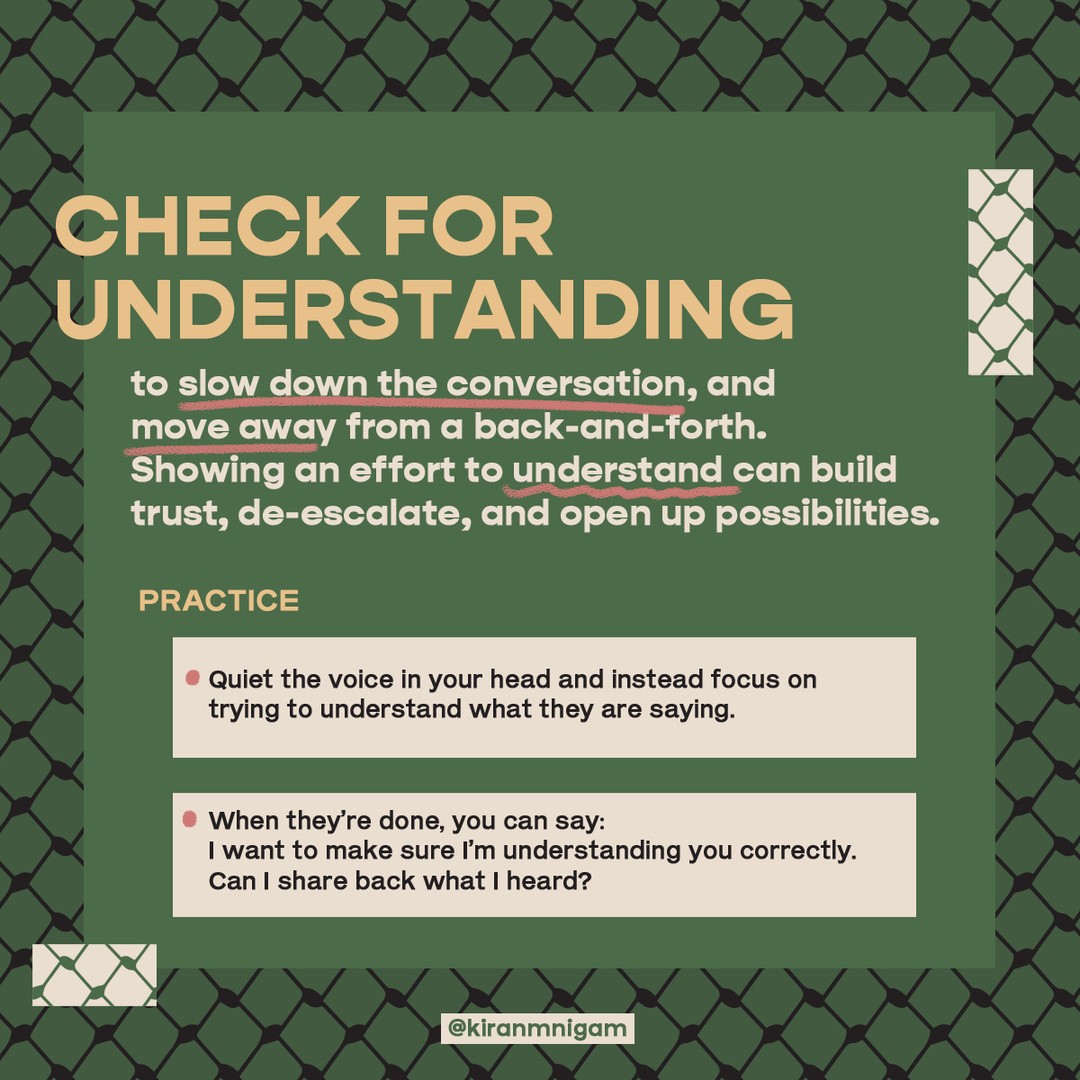 CHECK FOR
UNDERSTANDING
to slow down the conversation, and
move away from a back-and-forth.
Showing an effort to understand can build
trust, de-escalate, and open up possibilities.
PRACTICE
Quiet the voice in your head and instead focus on
trying to understand what they are saying.
When they’re done, you can say:
I want to make sure I’m understanding you correctly.
Can I share back what I heard?
@kiranmnigam